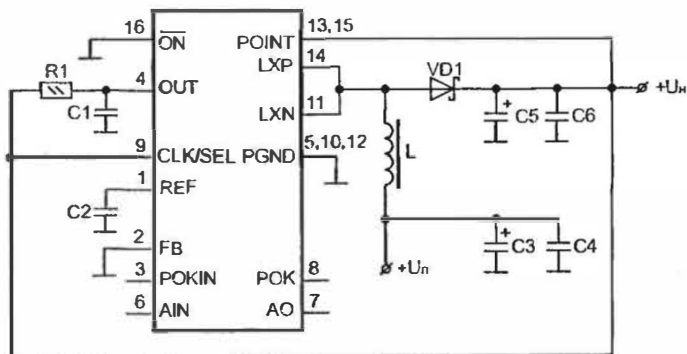 16 ON POINT 13, 15
LXP 14
R1 4 OUT VD1 +Uн
C1 LXN 11 C5 C6
9 CLK/SEL PGND 5, 10, 12 L
1 REF
C2
2 FB C3 C4
+Uп
3 POKIN POK 8
6 AIN AO 7